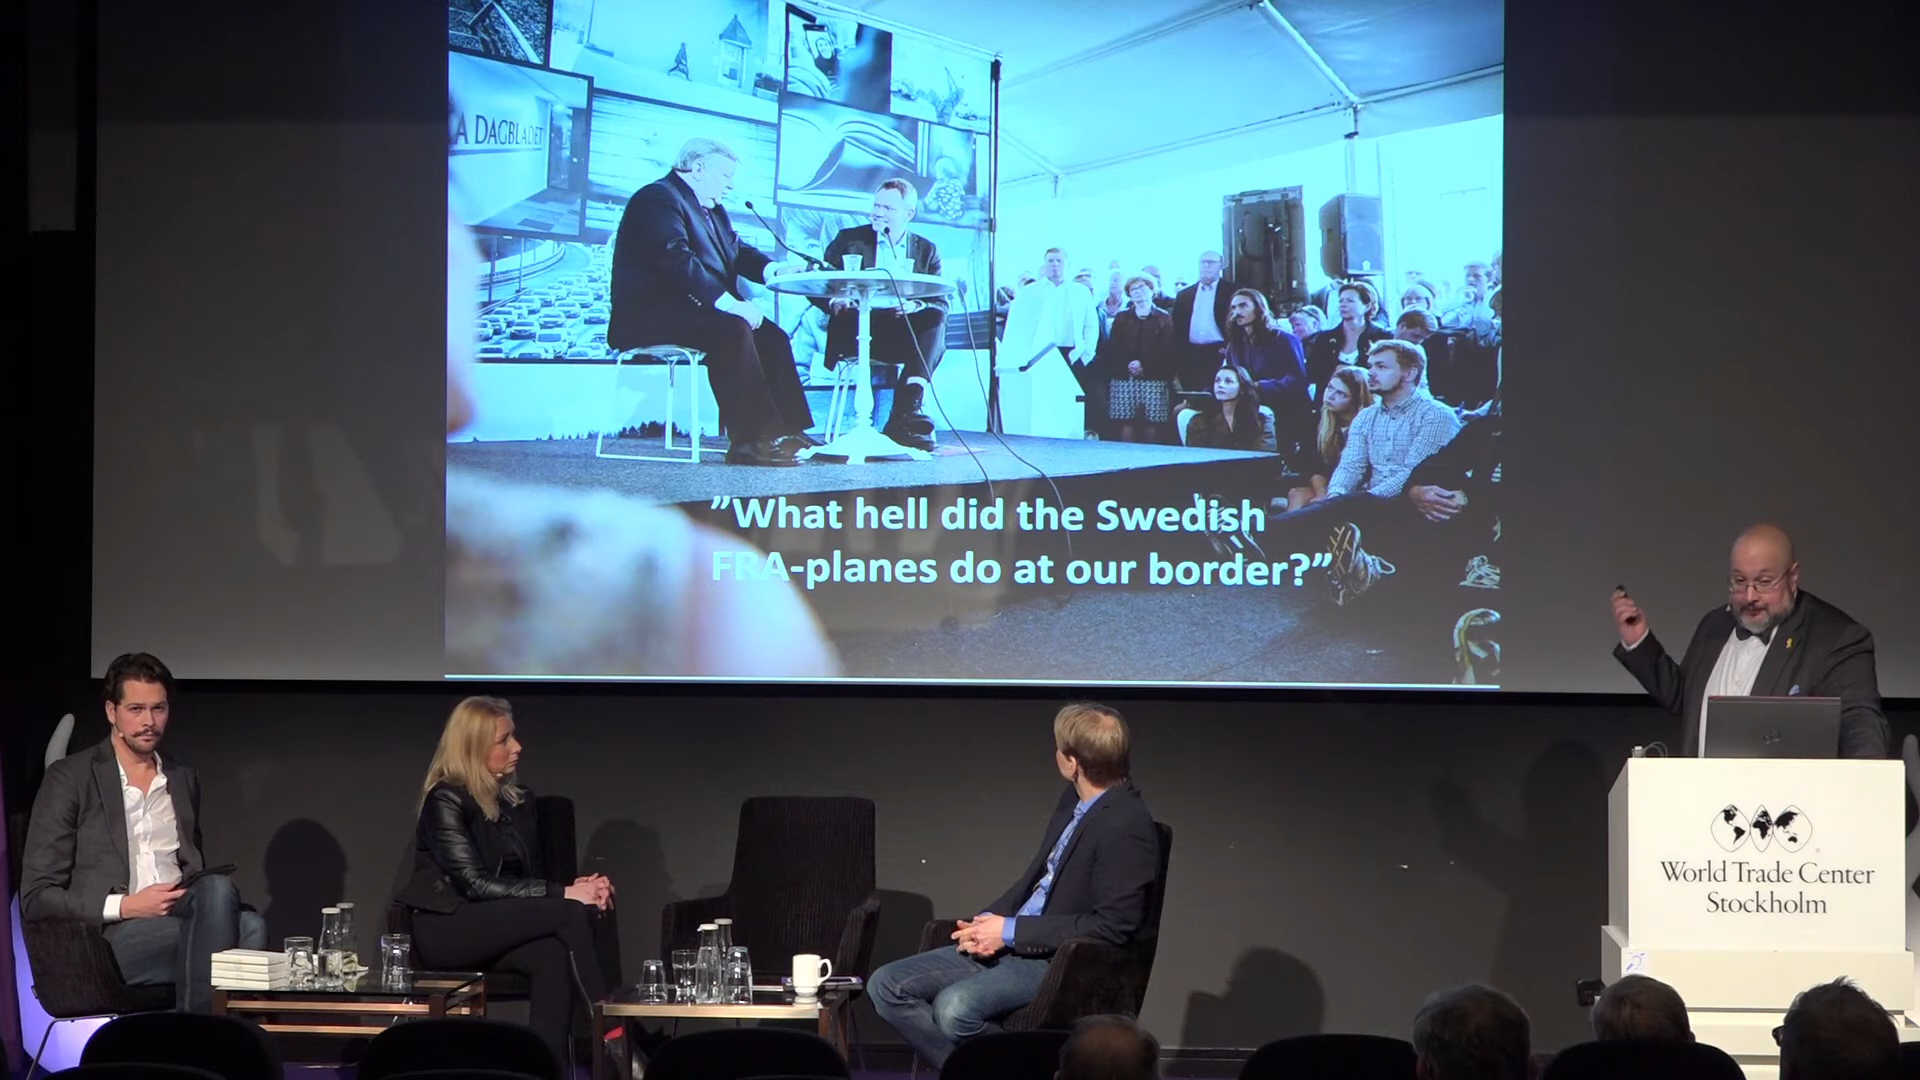 A DAGBLADET
”What hell did the Swedish
FRA-planes do at our border?”
World Trade Center
Stockholm